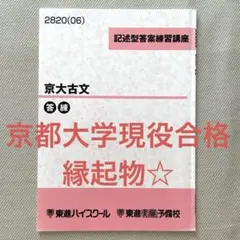 2820(06)
記述型答案練習講座
京大古文
答練
京都大学現役合格
縁起物☆
東進ハイスクール
東進衛星予備校